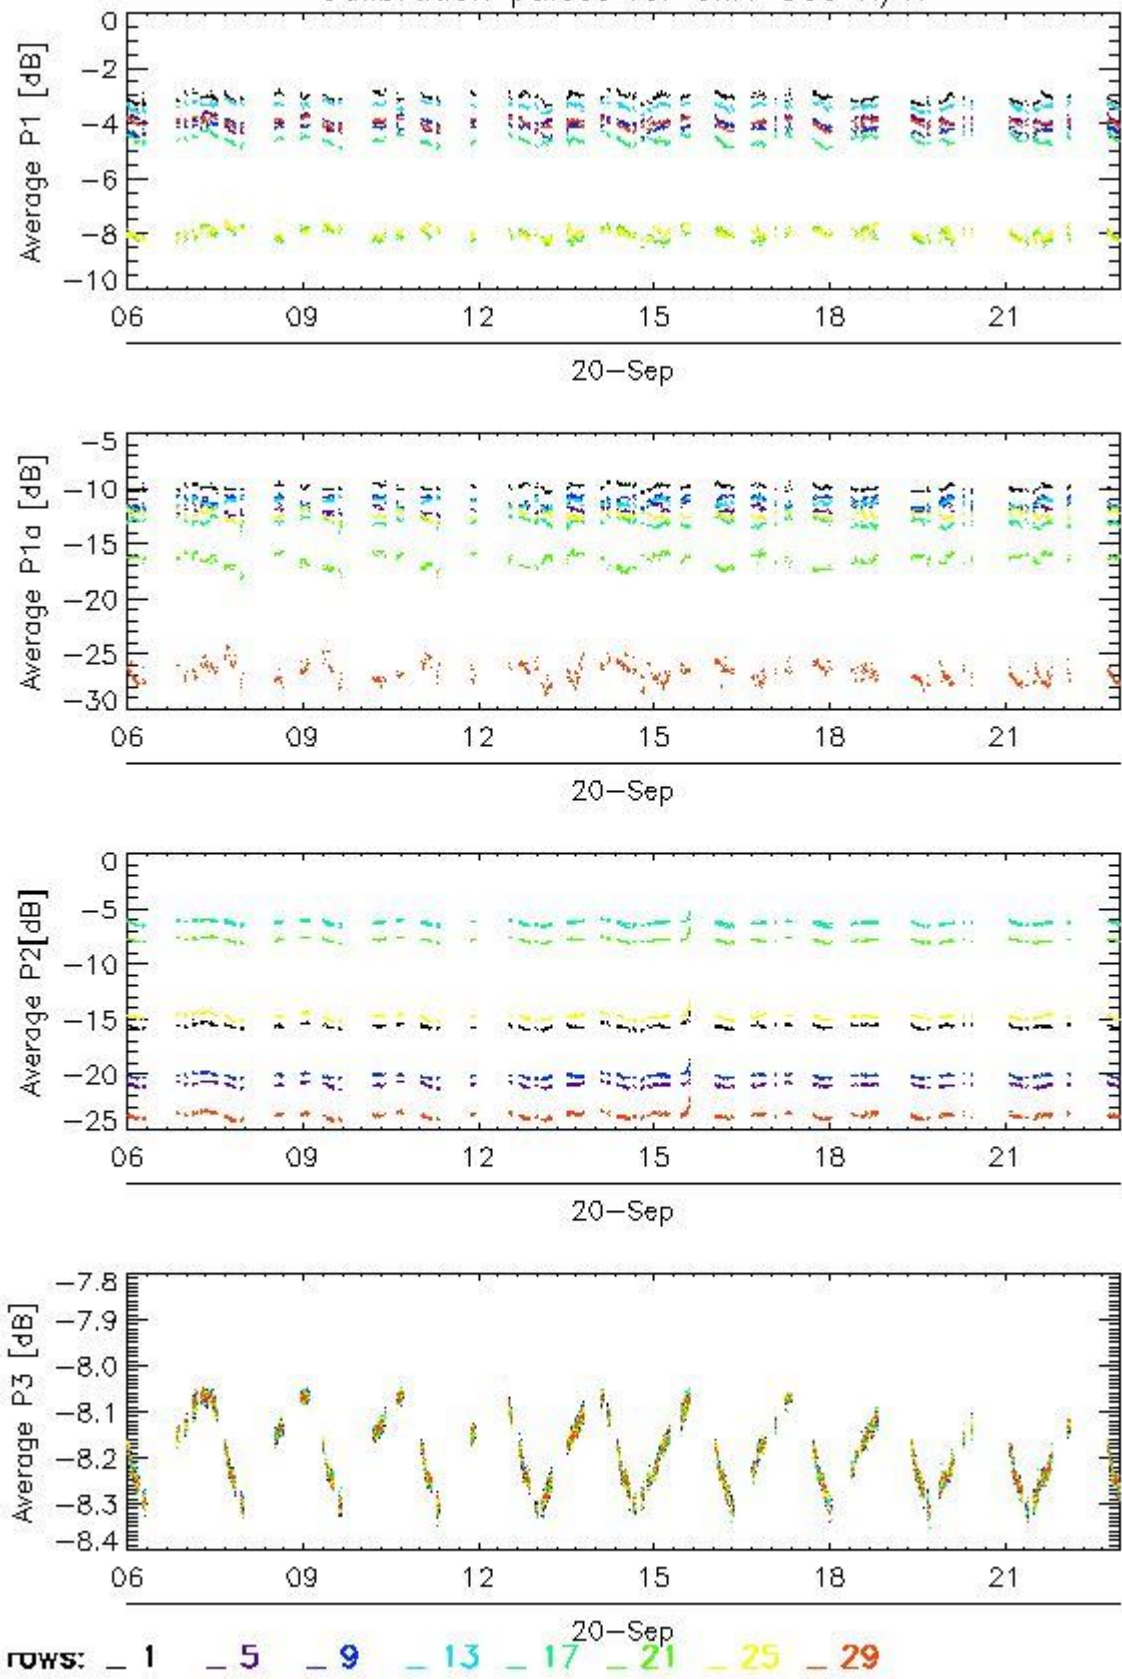 0
−2
−4
−6
−8
−10
Average P1 [dB]
06 09 12 15 18 21
20−Sep
−5
−10
−15
−20
−25
−30
Average P1a [dB]
06 09 12 15 18 21
20−Sep
0
−5
−10
−15
−20
−25
Average P2[dB]
06 09 12 15 18 21
20−Sep
−7.8
−7.9
−8.0
−8.1
−8.2
−8.3
−8.4
Average P3 [dB]
06 09 12 15 18 21
20−Sep
rows: _ 1 _ 5 _ 9 _ 13 _ 17 _ 21 _ 25 _ 29